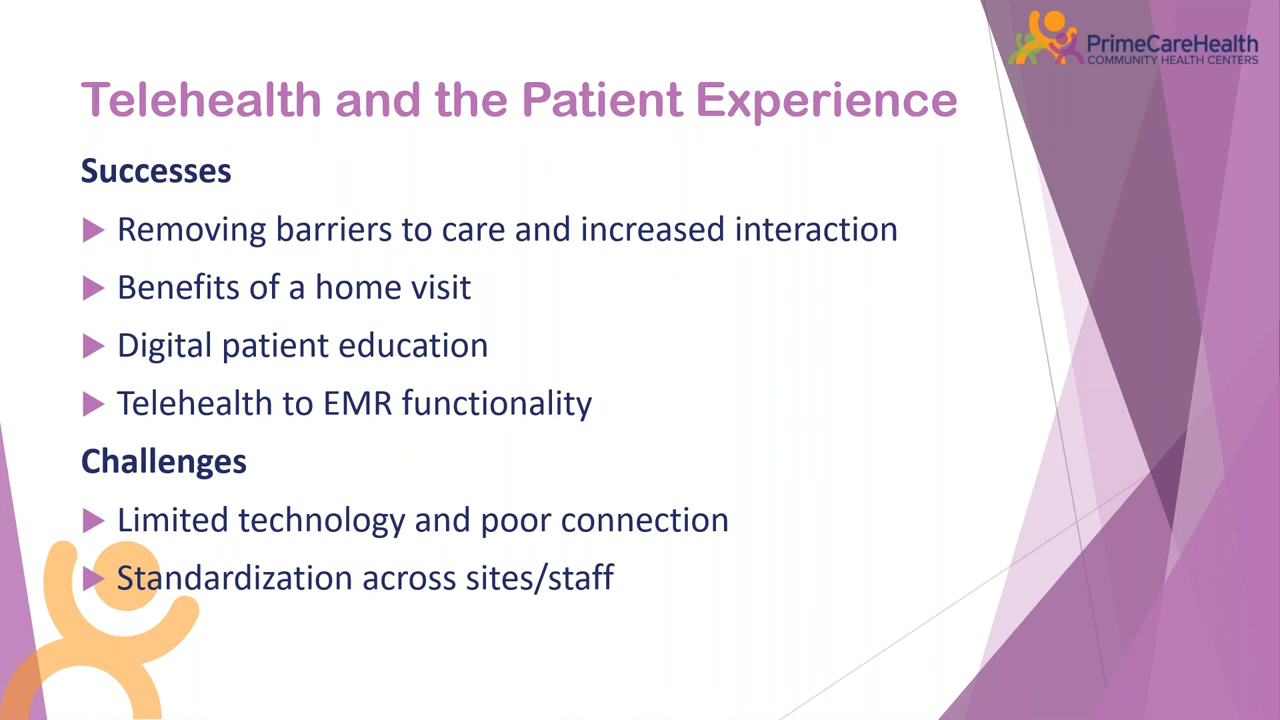 PrimeCareHealth
COMMUNITY HEALTH CENTERS
Telehealth and the Patient Experience
Successes
Removing barriers to care and increased interaction
Benefits of a home visit
Digital patient education
Telehealth to EMR functionality
Challenges
Limited technology and poor connection
Standardization across sites/staff